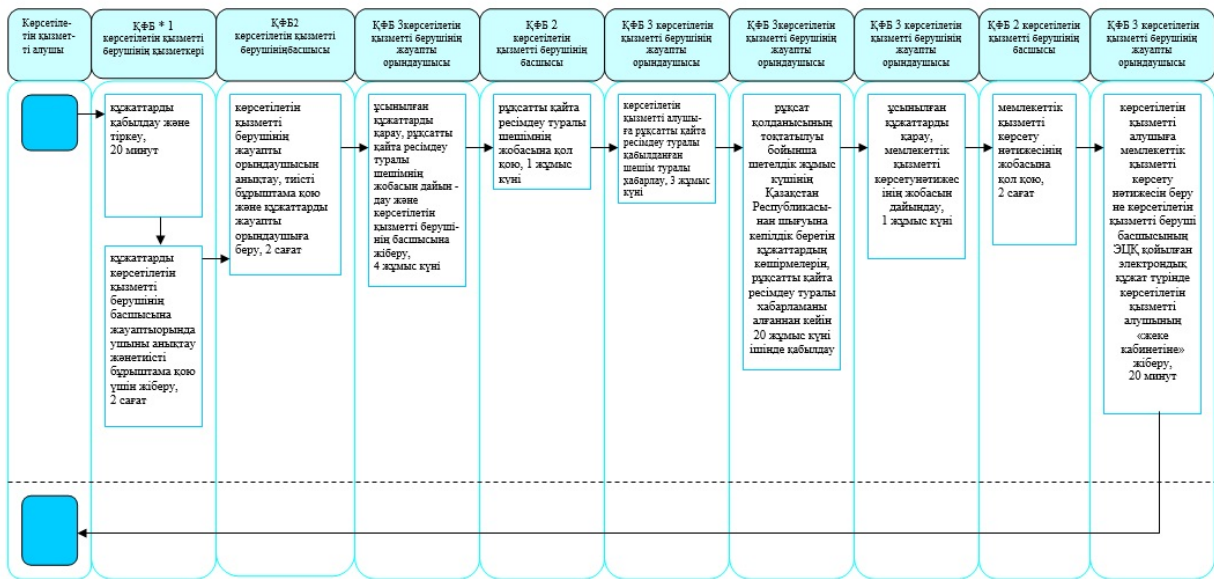 Көрсетіле-
тін қызмет-
ті алушы
ҚФБ * 1
көрсетілетін қызметті
берушінің қызметкері
ҚФБ2
көрсетілетін қызметті
берушініңбасшысы
ҚФБ 3көрсетілетін
қызметті берушінің
жауапты
орындаушысы
ҚФБ 2
көрсетілетін
қызметті берушінің
басшысы
ҚФБ 3 көрсетілетін
қызметті берушінің
жауапты
орындаушысы
ҚФБ 3көрсетілетін
қызметті берушінің
жауапты
орындаушысы
ҚФБ 3 көрсетілетін
қызметті берушінің
жауапты
орындаушысы
ҚФБ 2 көрсетілетін
қызметті берушінің
басшысы
ҚФБ 3 көрсетілетін
қызметті берушінің
жауапты
орындаушысы
құжаттарды
қабылдау және
тіркеу,
20 минут
құжаттарды
көрсетілетін
қызметті
берушінің
басшысына
жауаптыорында
ушыны анықтау
жәнетиісті
бұрыштама қою
үшін жіберу,
2 сағат
көрсетілетін
қызметті
берушінің
жауапты
орындаушысын
анықтау, тиісті
бұрыштама қою
және құжаттарды
жауапты
орындаушыға
беру, 2 сағат
ұсынылған
құжаттарды
қарау, рұқсатты
қайта ресімдеу
туралы
шешімнің
жобасын дайын -
дау және
көрсетілетін
қызметті беруші-
нің басшысына
жіберу,
4 жұмыс күні
рұқсатты қайта
ресімдеу туралы
шешімнің
жобасына қол
қою, 1 жұмыс
күні
көрсетілетін
қызметті алушы-
ға рұқсатты қайта
ресімдеу туралы
қабылданған
шешім туралы
хабарлау, 3 жұмыс
күні
рұқсат
қолданысының
тоқтатылуы
бойынша
шетелдік жұмыс
күшінің
Қазақстан
Республикасы-
нан шығуына
кепілдік беретін
құжаттардың
көшірмелерін,
рұқсатты қайта
ресімдеу туралы
хабарламаны
алғаннан кейін
20 жұмыс күні
ішінде қабылдау
ұсынылған
құжаттарды
қарау,
мемлекеттік
қызметті
көрсетунәтижес
інің жобасын
дайындау,
1 жұмыс күні
мемлекеттік
қызметті
көрсету
нәтижесінің
жобасына
қол қою,
2 сағат
көрсетілетін
қызметті
алушыға
мемлекеттік
қызметті
көрсету
нәтижесін беру
не көрсетілетін
қызметті беруші
басшысының
ЭЦҚ қойылған
электрондық
құжат түрінде
көрсетілетін
қызметті
алушының
«жеке
кабинетіне»
жіберу,
20 минут